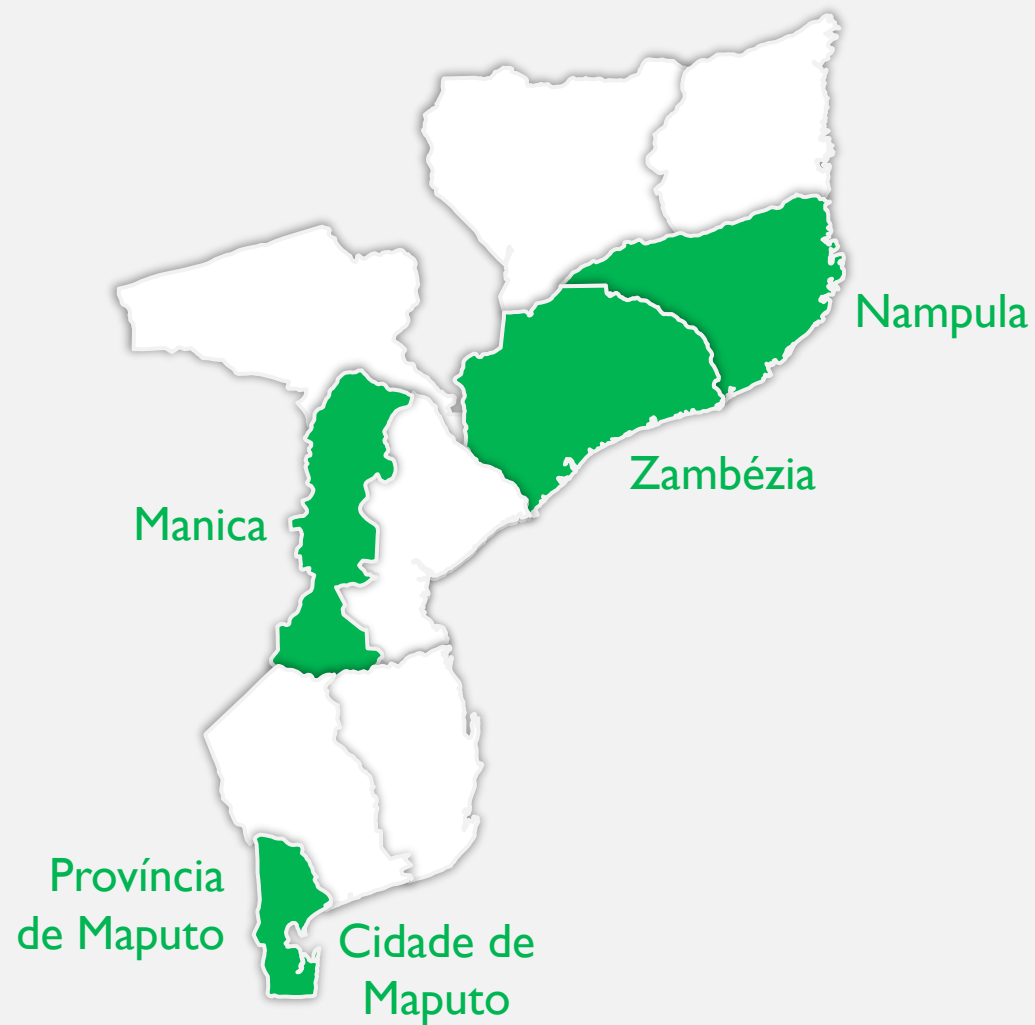 Nampula
Zambézia
Manica
Província
de Maputo
Cidade de
Maputo